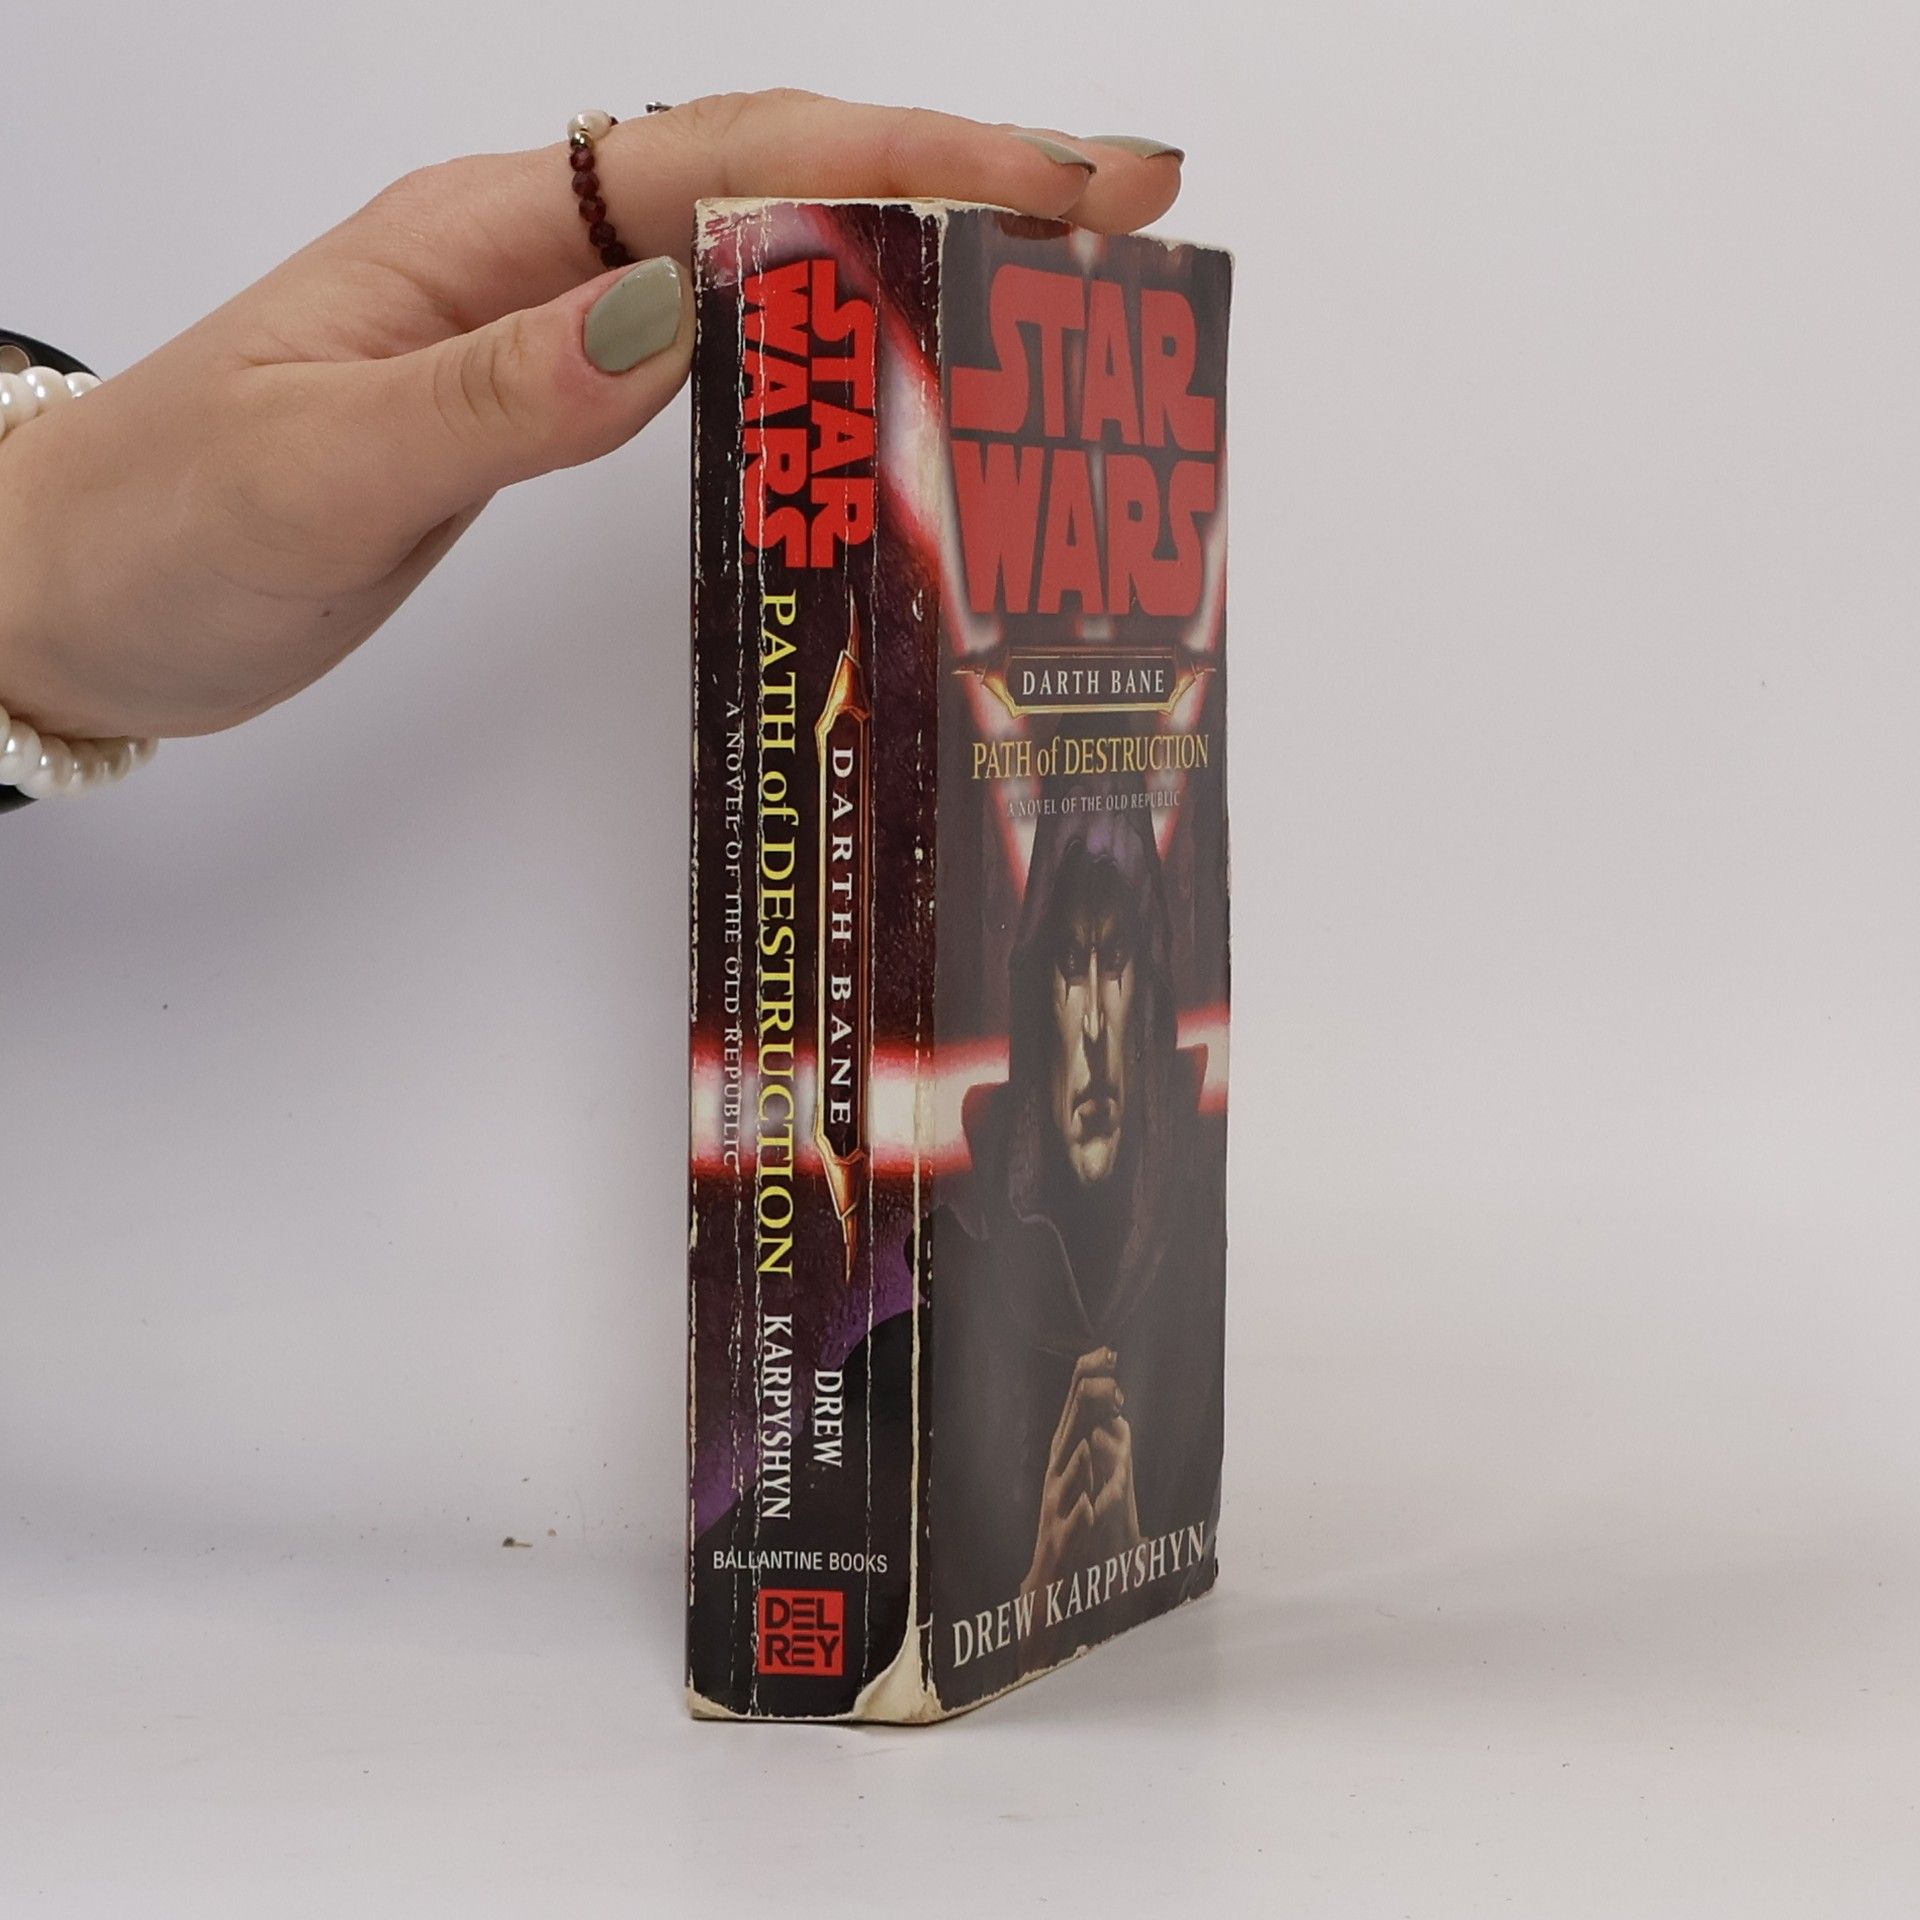 STAR
WARS
DARTH BANE
PATH of DESTRUCTION
A NOVEL OF THE OLD REPUBLIC
DREW
KARPYSHYN
BALLANTINE BOOKS
DEL
REY
STAR
WARS
DARTH BANE
PATH of DESTRUCTION
A NOVEL OF THE OLD REPUBLIC
DREW KARPYSHYN